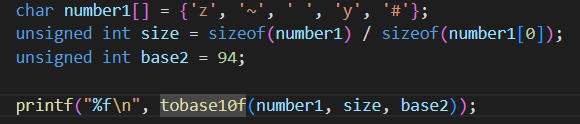 char number1[] = {'z', '~', ' ', 'y', '#'};
unsigned int size = sizeof(number1) / sizeof(number1[0]);
unsigned int base2 = 94;
printf("%f\n", tobase10f(number1, size, base2));